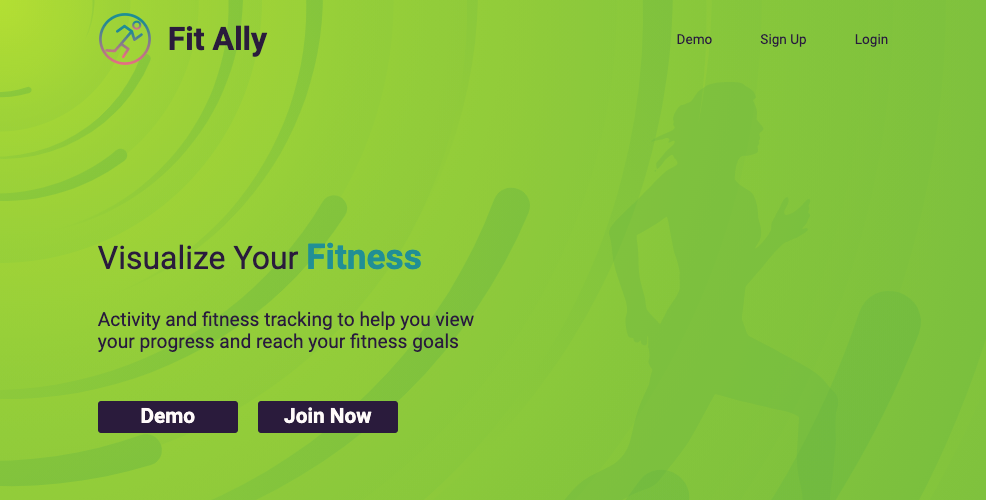 Fit Ally
Demo
Sign Up
Login
Visualize Your Fitness
Activity and fitness tracking to help you view
your progress and reach your fitness goals
Demo
Join Now